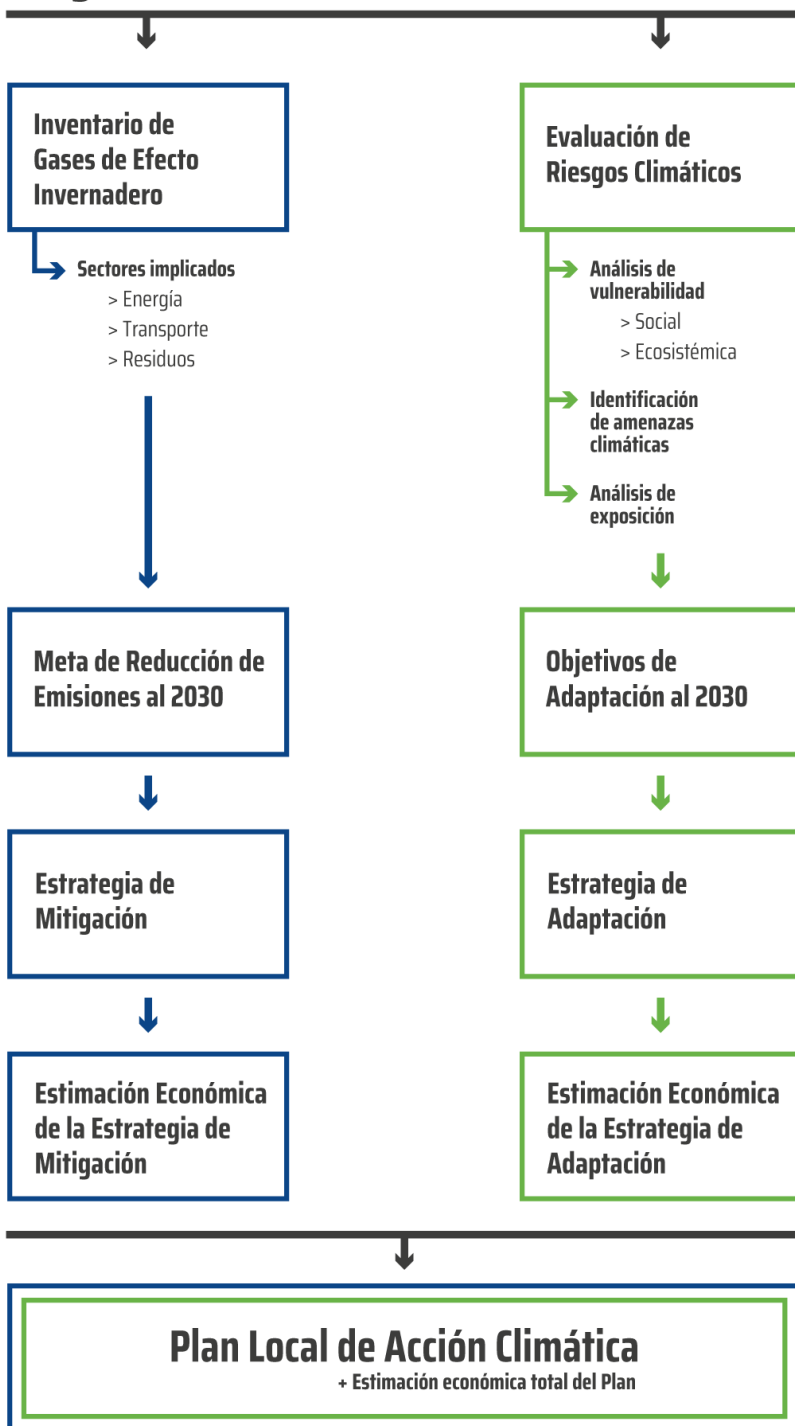 Inventario de
Gases de Efecto
Invernadero
Sectores implicados
> Energía
> Transporte
> Residuos
Meta de Reducción de
Emisiones al 2030
Estrategia de
Mitigación
Estimación Económica
de la Estrategia de
Mitigación
Evaluación de
Riesgos Climáticos
Análisis de
vulnerabilidad
> Social
> Ecosistémica
Identificación
de amenazas
climáticas
Análisis de
exposición
Objetivos de
Adaptación al 2030
Estrategia de
Adaptación
Estimación Económica
de la Estrategia de
Adaptación
Plan Local de Acción Climática
+ Estimación económica total del Plan